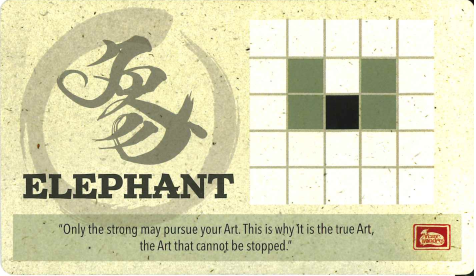 象
ELEPHANT
"Only the strong may pursue your Art. This is why It is the true Art,
the Art that cannot be stopped."